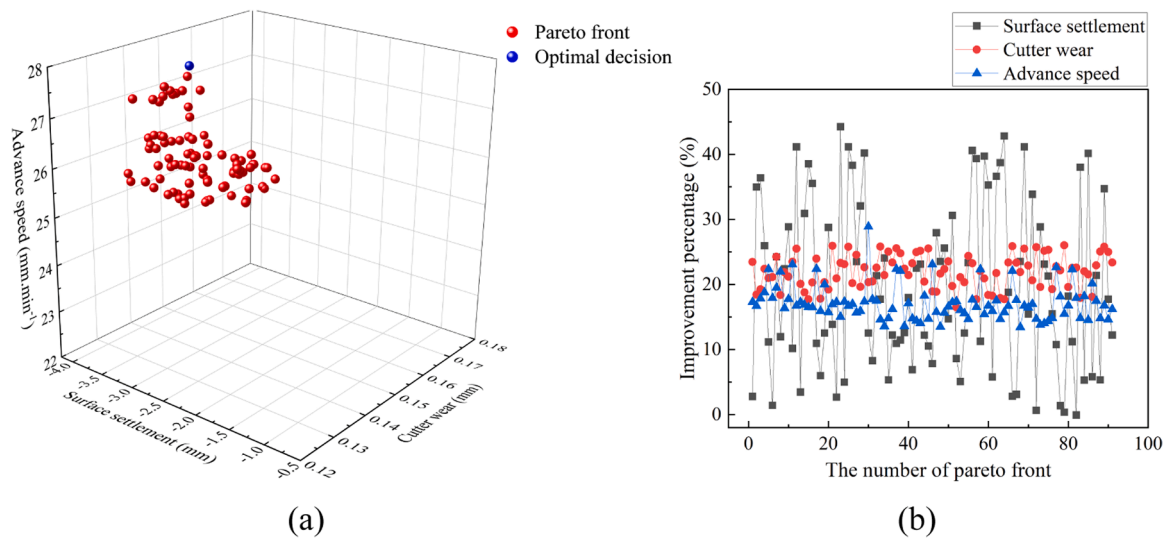 Pareto front
Optimal decision
Advance speed (mm.min⁻¹)
28
27
26
25
24
23
22
-4.0
-3.5
-3.0
-2.5
-2.0
-1.5
-1.0
-0.5
Surface settlement (mm)
0.12
0.13
0.14
0.15
0.16
0.17
0.18
Cutter wear (mm)
(a)
Surface settlement
Cutter wear
Advance speed
Improvement percentage (%)
50
40
30
20
10
0
0 20 40 60 80 100
The number of pareto front
(b)